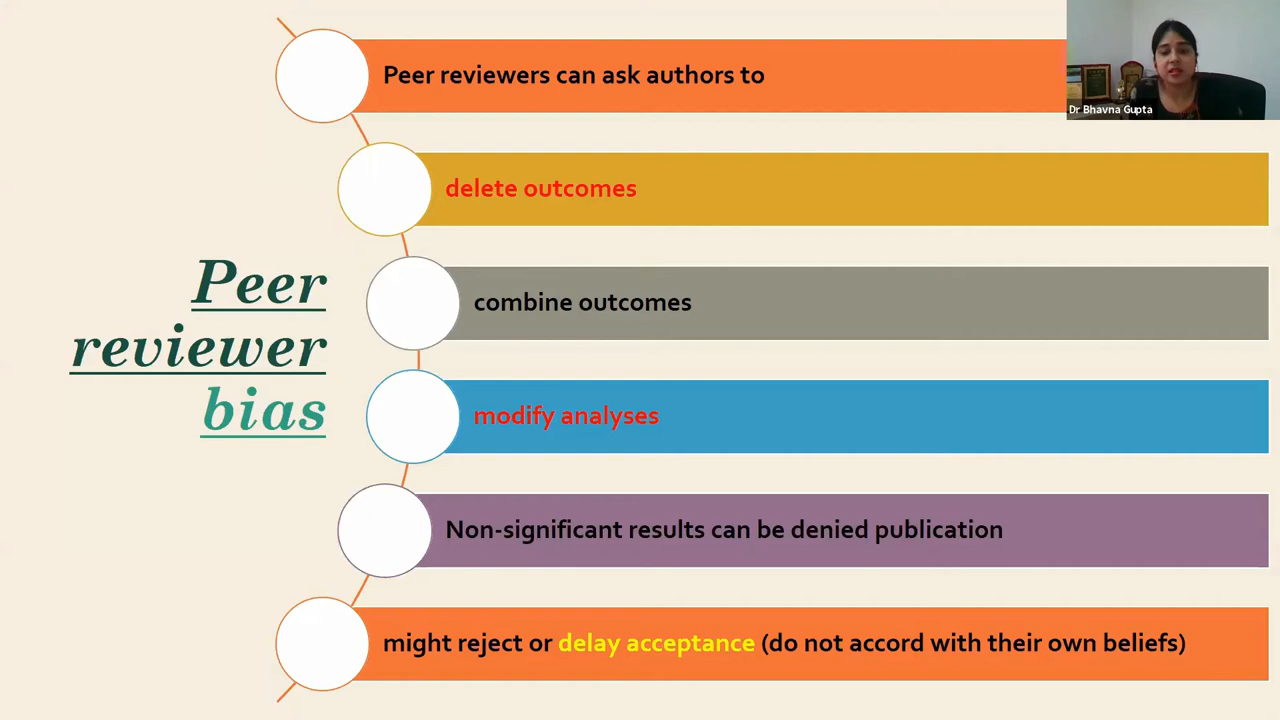 Peer reviewers can ask authors to
Dr Bhavna Gupta
delete outcomes
combine outcomes
modify analyses
Non-significant results can be denied publication
might reject or delay acceptance (do not accord with their own beliefs)
Peer
reviewer
bias